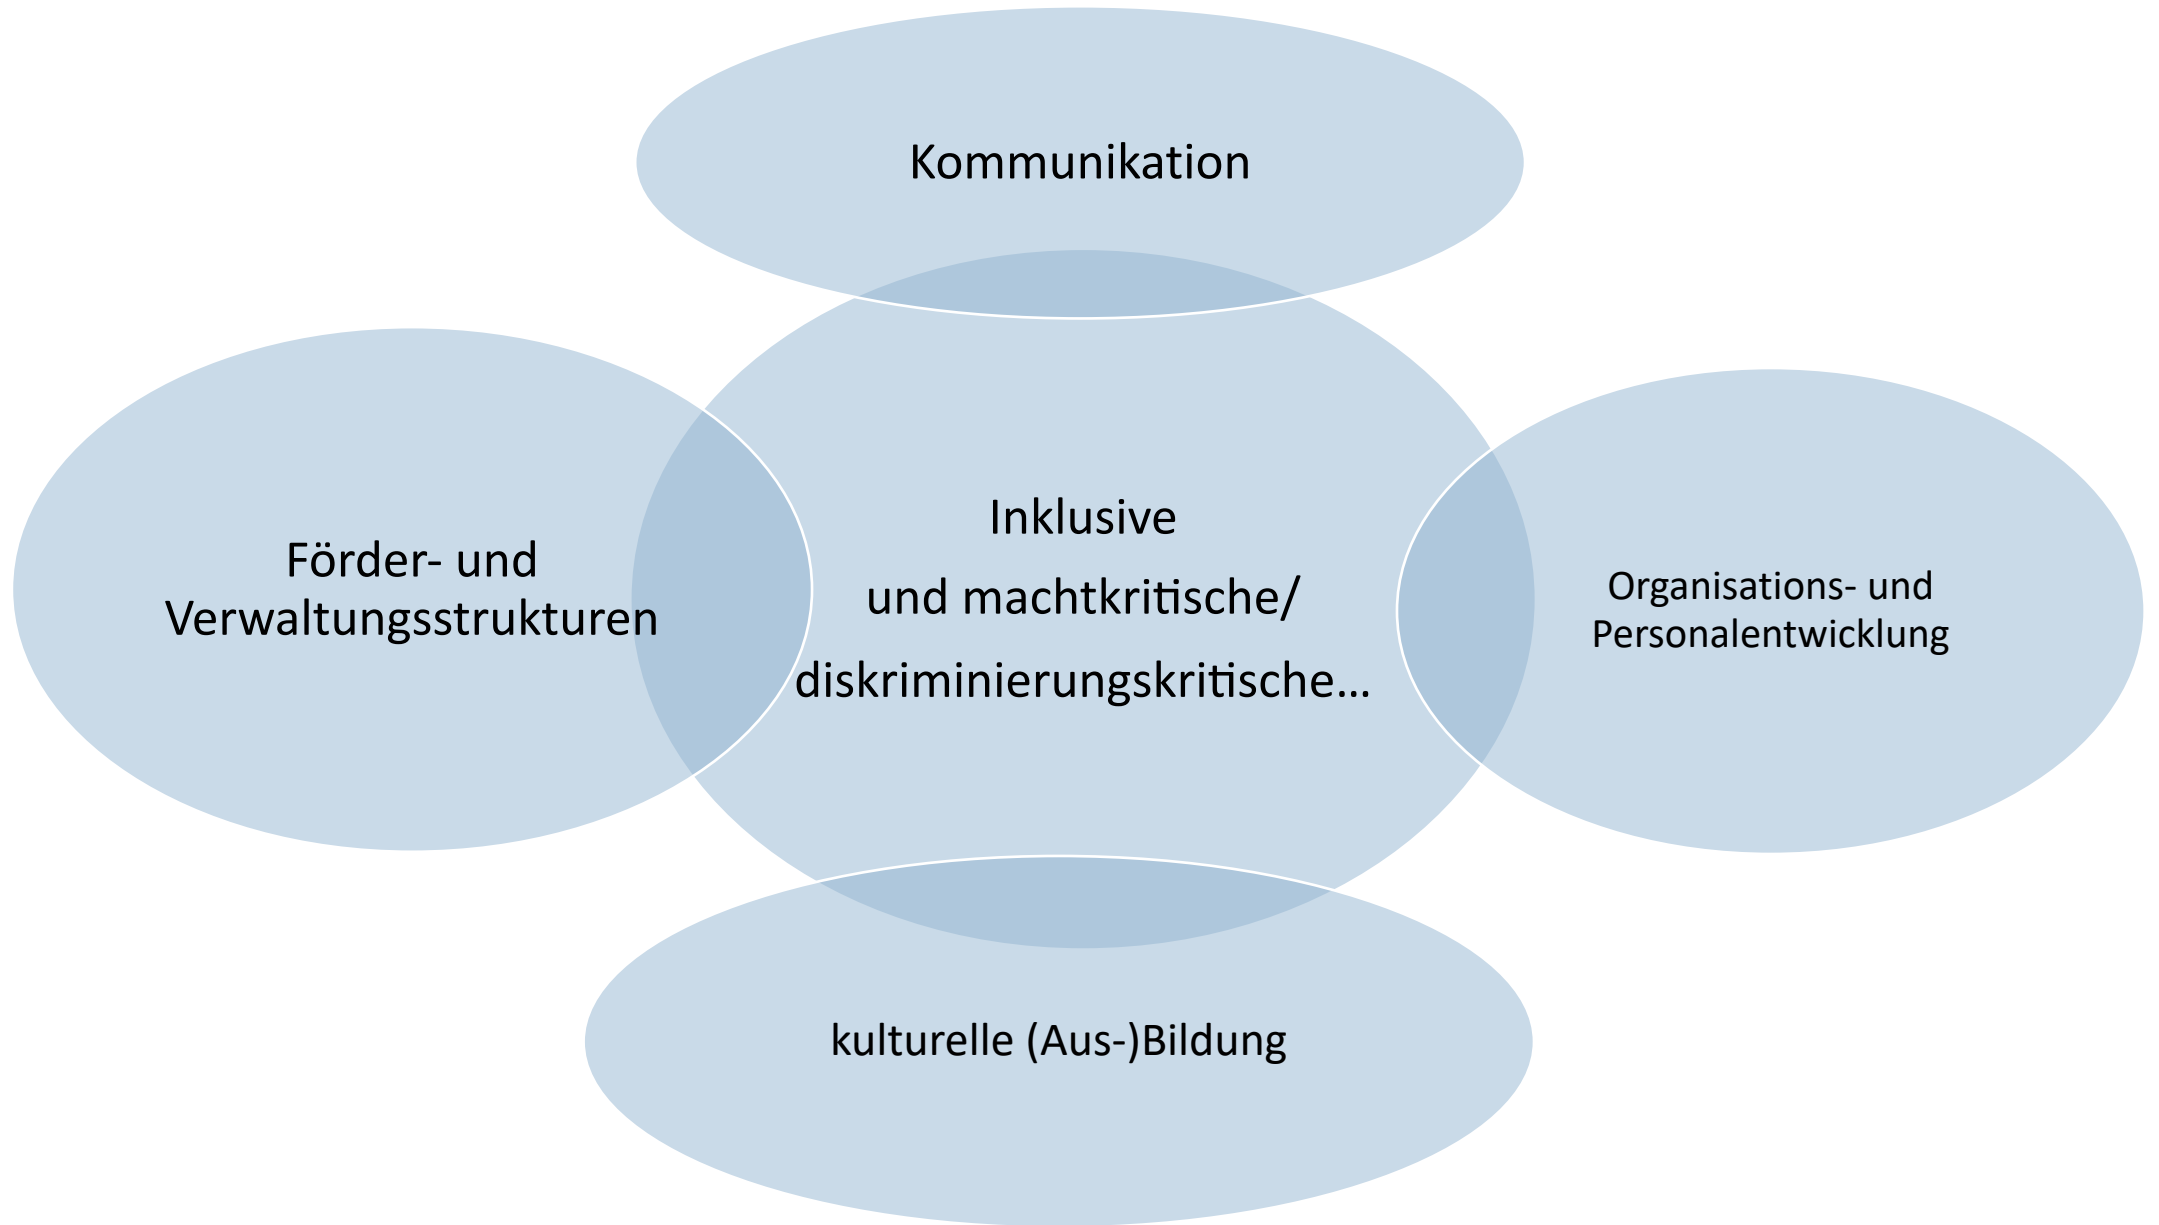 Kommunikation
Förder- und
Verwaltungsstrukturen
Inklusive
und machtkritische/
diskriminierungskritische...
Organisations- und
Personalentwicklung
kulturelle (Aus-)Bildung